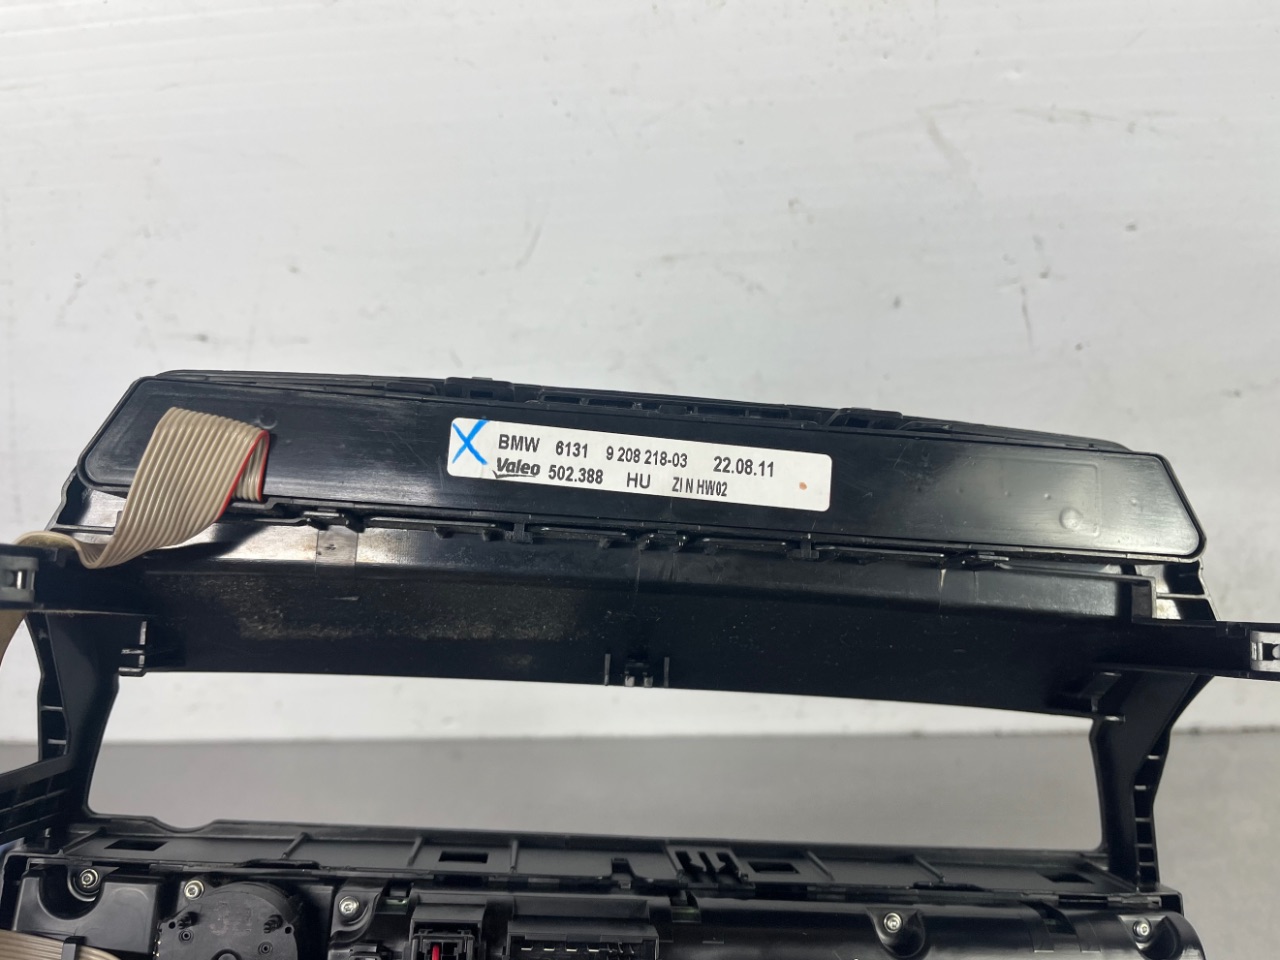 BMW 6131 9 208 218-03 22.08.11
Valeo 502.388 HU ZI N HW02